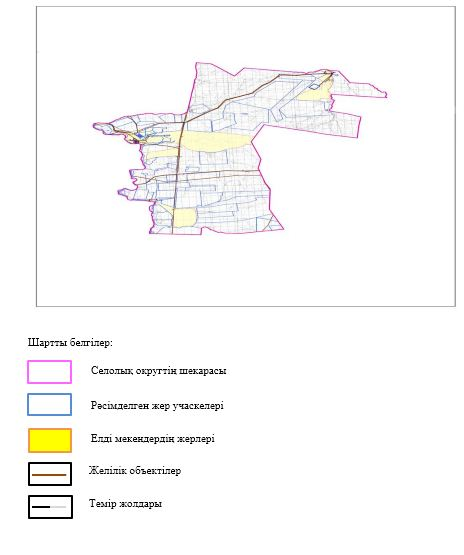 Шартты белгілер:
Селолық округтің шекарасы
Рәсімделген жер учаскелері
Елді мекендердің жерлері
Желілік объектілер
Темір жолдары